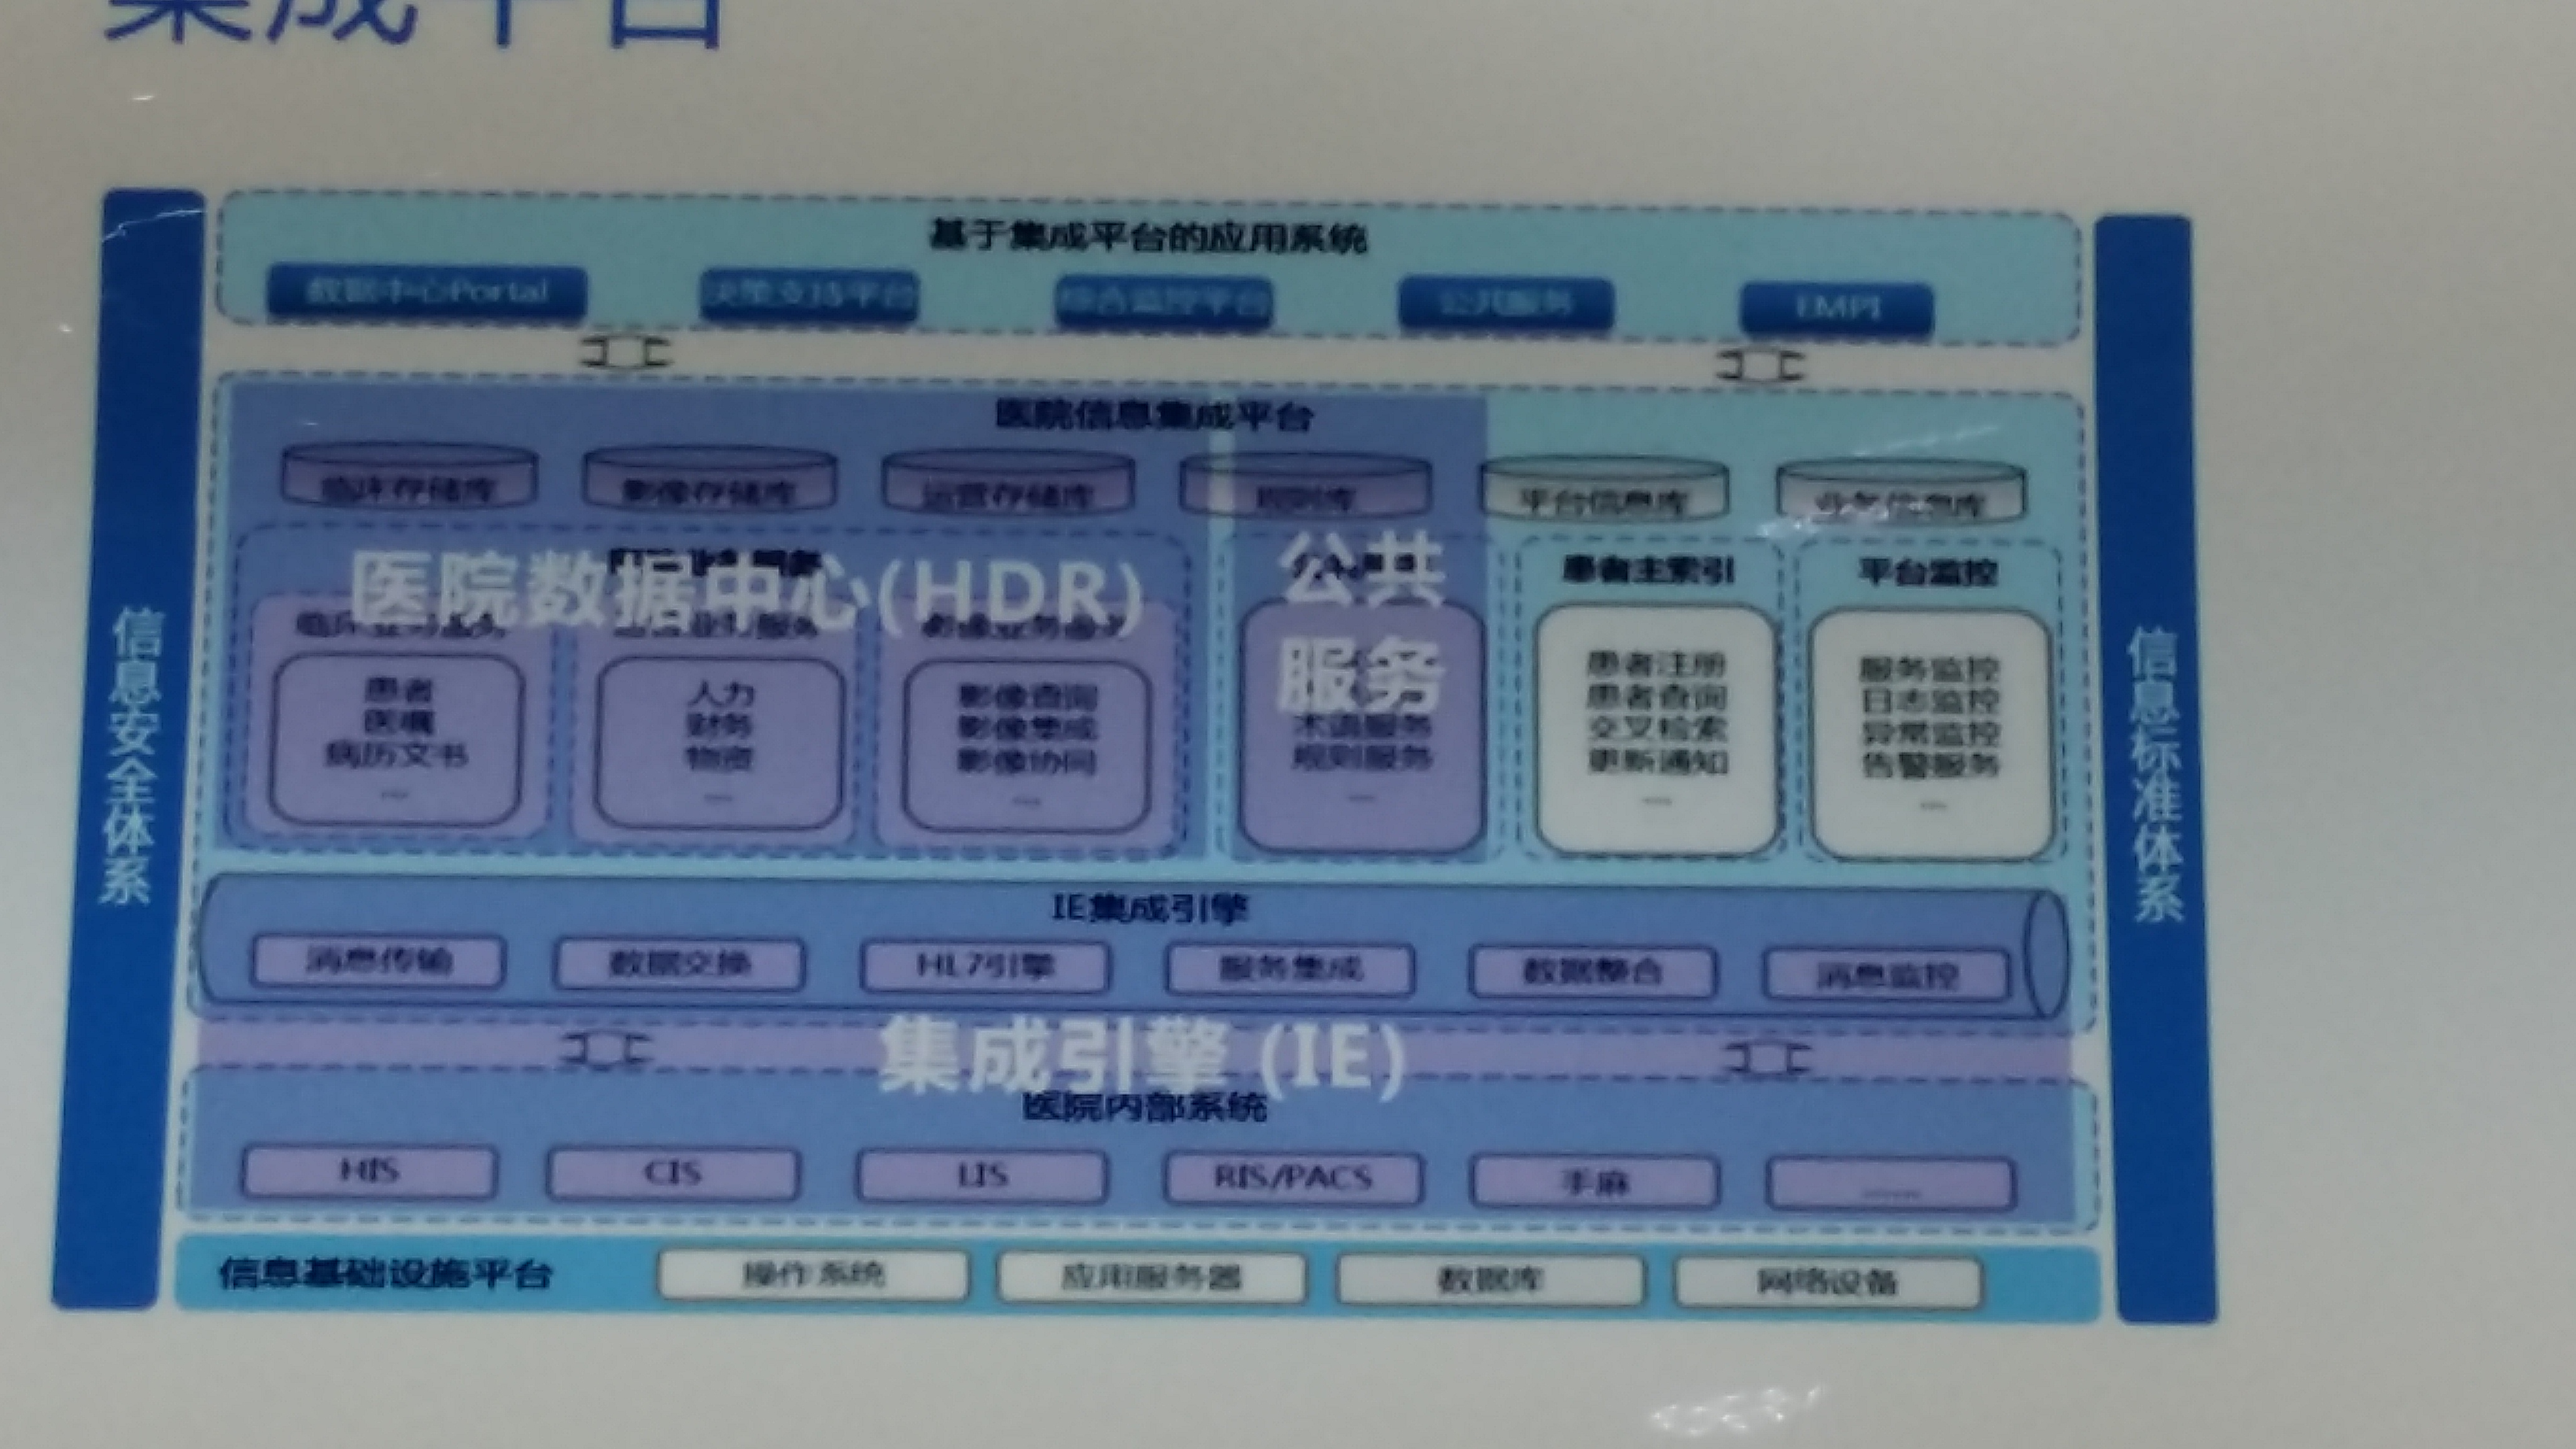 集成平台
基于集成平台的应用系统
数据中心Portal 决策支持平台 综合监控平台 公共服务 EMPI
医院信息集成平台
临床存储库 影像存储库 运营存储库 规则库 平台信息库 业务信息库
医院数据中心(HDR)
公共
服务
患者主索引 平台监控
临床业务服务 运营业务服务 影像业务服务
患者
医嘱
病历文书
...
人力
财务
物资
...
影像查询
影像集成
影像协同
...
术语服务
规则服务
...
患者注册
患者查询
交叉检索
更新通知
...
服务监控
日志监控
异常监控
告警服务
...
IE集成引擎
消息传输 数据交换 HL7引擎 服务集成 数据整合 消息监控
集成引擎 (IE)
医院内部系统
HIS CIS LIS RIS/PACS 手麻 ......
信息基础设施平台 操作系统 应用服务器 数据库 网络设备
信息安全体系
信息标准体系